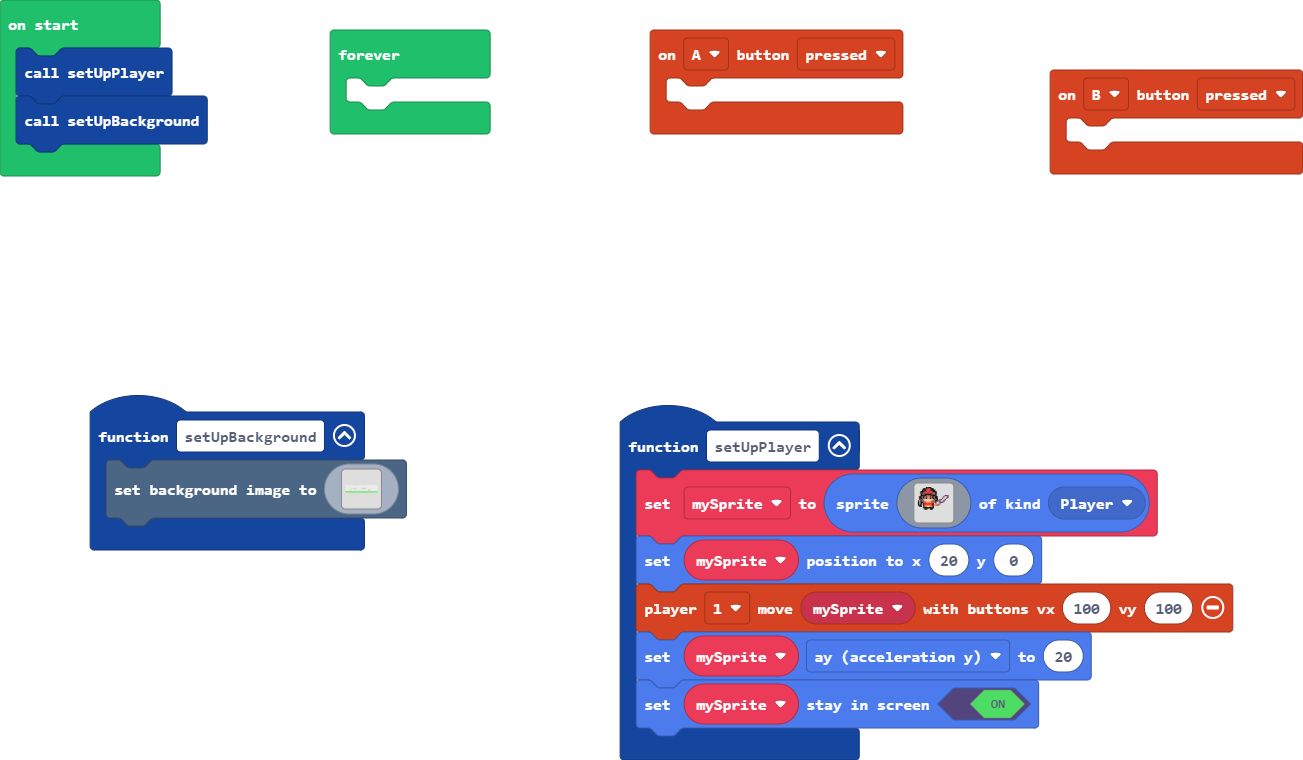 on start
call setUpPlayer
call setUpBackground
forever
on A button pressed
on B button pressed
function setUpBackground
set background image to
function setUpPlayer
set mySprite to sprite of kind Player
set mySprite position to x 20 y 0
player 1 move mySprite with buttons vx 100 vy 100
set mySprite ay (acceleration y) to 20
set mySprite stay in screen ON